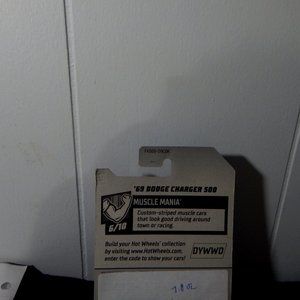 '69 DODGE CHARGER 500
MUSCLE MANIA
6/10
Custom-striped muscle cars
that look good driving around
town or racing.
Build your Hot Wheels collection
by visiting www.HotWheels.com,
enter the code to show your cars!
DYWWD